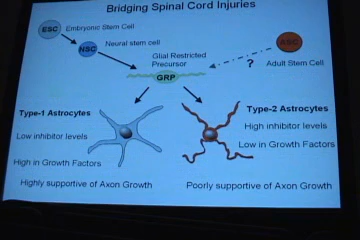 Bridging Spinal Cord Injuries
ESC Embryonic Stem Cell
NSC Neural stem cell
ASC
Adult Stem Cell
?
Glial Restricted
Precursor
GRP
Type-1 Astrocytes
Low inhibitor levels
High in Growth Factors
Highly supportive of Axon Growth
Type-2 Astrocytes
High inhibitor levels
Low in Growth Factors
Poorly supportive of Axon Growth